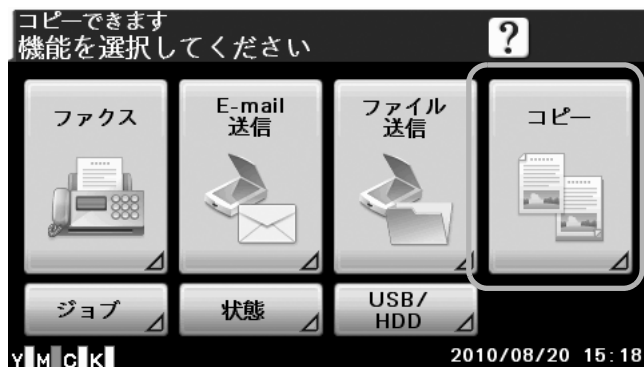 コピーできます
機能を選択してください
?
ファクス
E-mail
送信
ファイル
送信
コピー
ジョブ
状態
USB/
HDD
Y M C K
2010/08/20 15:18